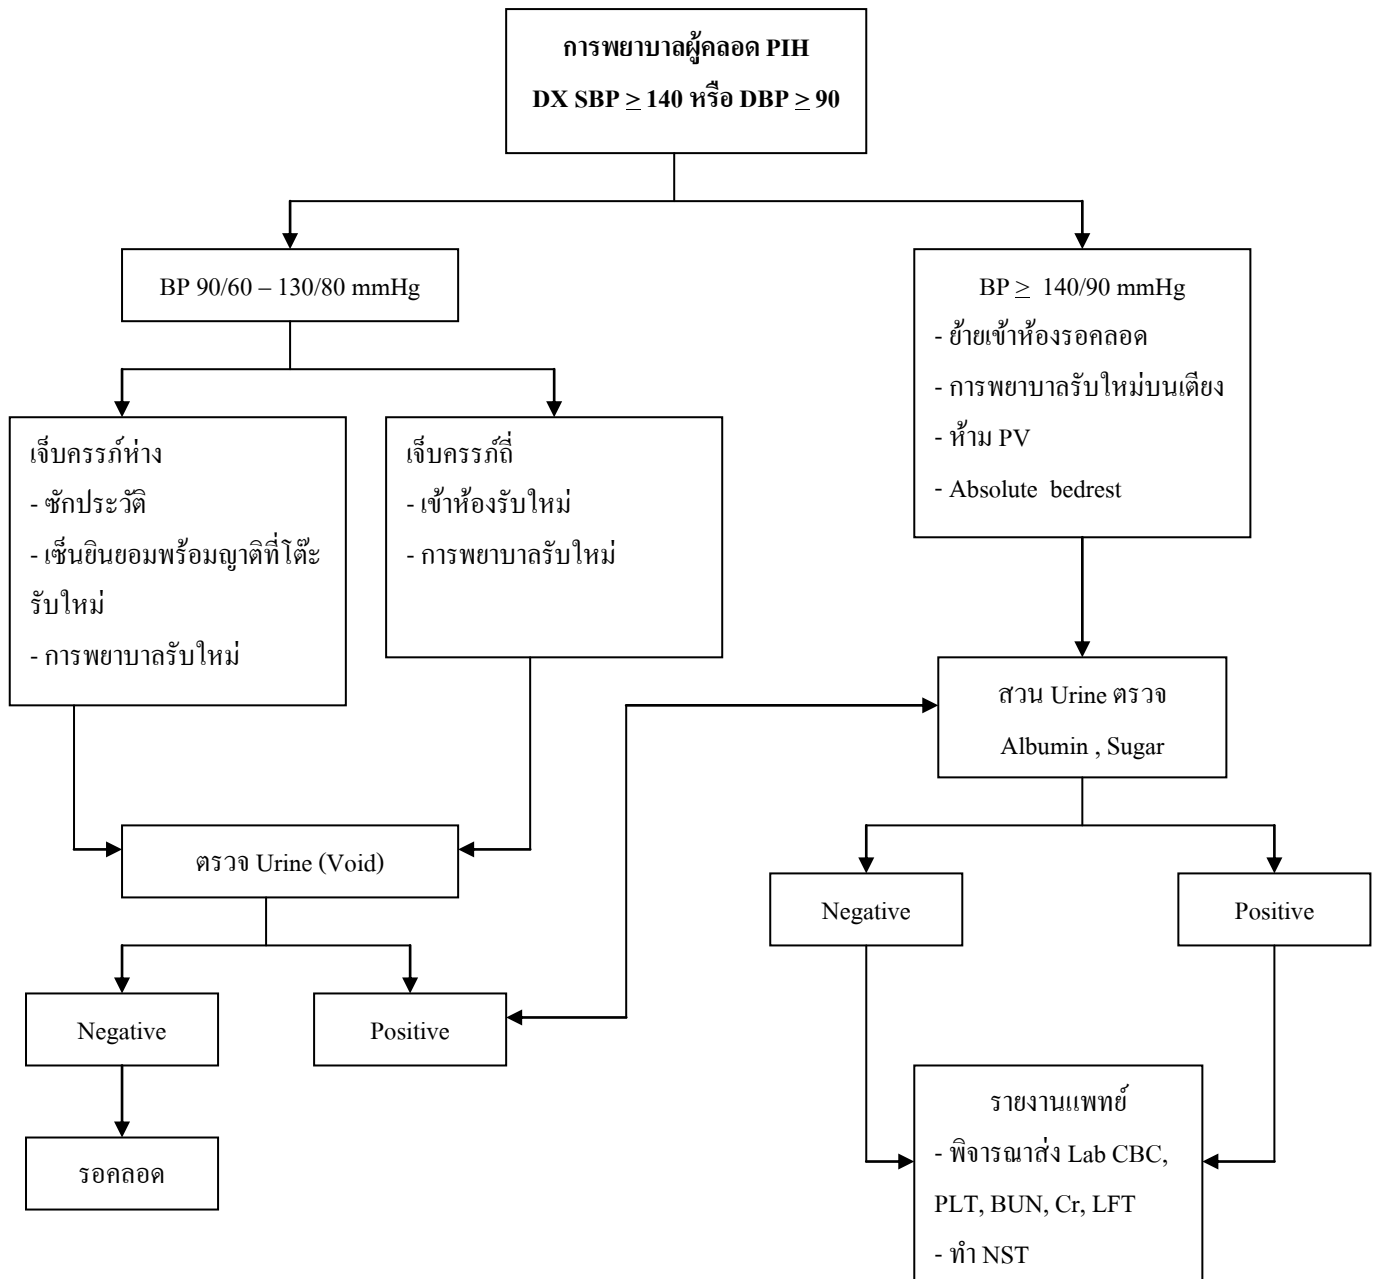 การพยาบาลผู้คลอด PIH
DX SBP ≥ 140 หรือ DBP ≥ 90
BP 90/60 – 130/80 mmHg
BP ≥ 140/90 mmHg
- ย้ายเข้าห้องรอคลอด
- การพยาบาลรับใหม่บนเตียง
- ห้าม PV
- Absolute bedrest
เจ็บครรภ์ห่าง
- ซักประวัติ
- เซ็นยินยอมพร้อมญาติที่โต๊ะ
รับใหม่
- การพยาบาลรับใหม่
เจ็บครรภ์ถี่
- เข้าห้องรับใหม่
- การพยาบาลรับใหม่
สวน Urine ตรวจ
Albumin , Sugar
ตรวจ Urine (Void)
Negative
Positive
Negative
Positive
รอคลอด
รายงานแพทย์
- พิจารณาส่ง Lab CBC,
PLT, BUN, Cr, LFT
- ทำ NST